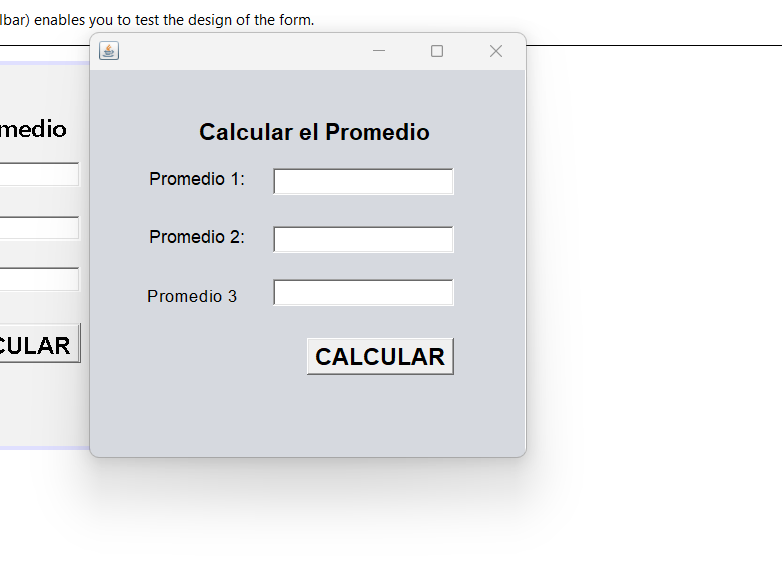 lbar) enables you to test the design of the form.
medio
Calcular el Promedio
Promedio 1:
Promedio 2:
Promedio 3
CULAR
CALCULAR